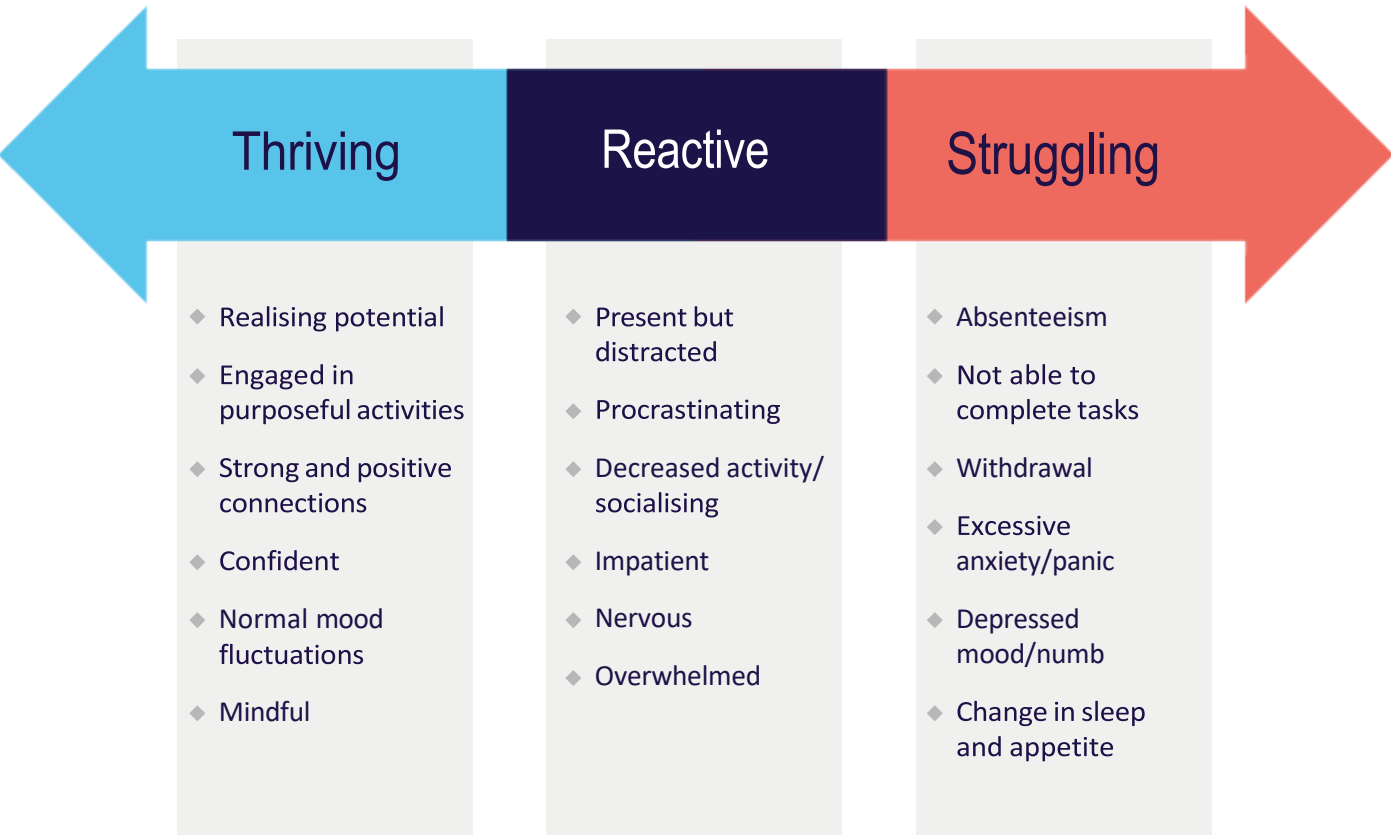 Thriving
Reactive
Struggling
Realising potential
Engaged in
purposeful activities
Strong and positive
connections
Confident
Normal mood
fluctuations
Mindful
Present but
distracted
Procrastinating
Decreased activity/
socialising
Impatient
Nervous
Overwhelmed
Absenteeism
Not able to
complete tasks
Withdrawal
Excessive
anxiety/panic
Depressed
mood/numb
Change in sleep
and appetite